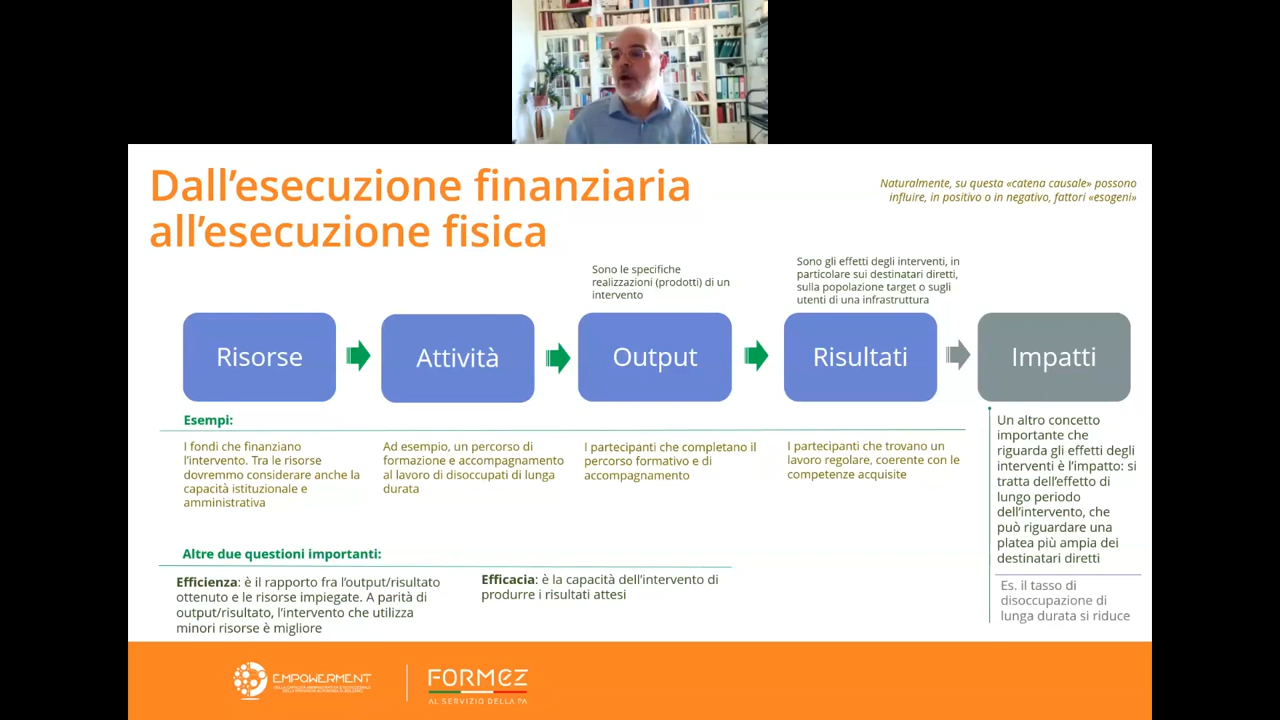 Dall'esecuzione finanziaria
all'esecuzione fisica
Naturalmente, su questa «catena causale» possono
influire, in positivo o in negativo, fattori «esogeni»
Sono le specifiche
realizzazioni (prodotti) di un
intervento
Sono gli effetti degli interventi, in
particolare sui destinatari diretti,
sulla popolazione target o sugli
utenti di una infrastruttura
Risorse
Attività
Output
Risultati
Impatti
Esempi:
I fondi che finanziano
l'intervento. Tra le risorse
dovremmo considerare anche la
capacità istituzionale e
amministrativa
Ad esempio, un percorso di
formazione e accompagnamento
al lavoro di disoccupati di lunga
durata
I partecipanti che completano il
percorso formativo e di
accompagnamento
I partecipanti che trovano un
lavoro regolare, coerente con le
competenze acquisite
Un altro concetto
importante che
riguarda gli effetti degli
interventi è l'impatto: si
tratta dell'effetto di
lungo periodo
dell'intervento, che
può riguardare una
platea più ampia dei
destinatari diretti
Es. il tasso di
disoccupazione di
lunga durata si riduce
Altre due questioni importanti:
Efficienza: è il rapporto fra l'output/risultato
ottenuto e le risorse impiegate. A parità di
output/risultato, l'intervento che utilizza
minori risorse è migliore
Efficacia: è la capacità dell'intervento di
produrre i risultati attesi
EMPOWERMENT
FORMEZ
AL SERVIZIO DELLA PA